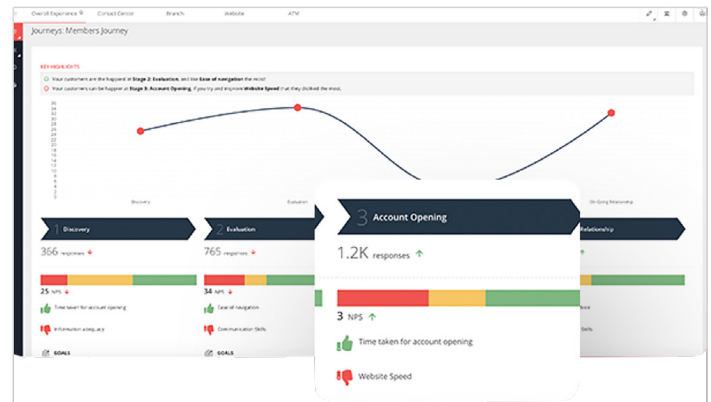 Overall Experience Contact Center Branch Website ATM
Journeys: Members Journey
KEY HIGHLIGHTS
Your customers are the happiest at Stage 2: Evaluation, and like Ease of navigation the most!
Your customers can be happier at Stage 3: Account Opening, if you try and improve Website Speed that they disliked the most.
Discovery Evaluation On-Going Relationship
1 Discovery
2 Evaluation
3 Account Opening
Relationship
366 responses
765 responses
1.2K responses
25 NPS
34 NPS
3 NPS
Time taken for account opening
Ease of navigation
Time taken for account opening
Information adequacy
Communication Skills
Website Speed
Skills
GOALS
GOALS